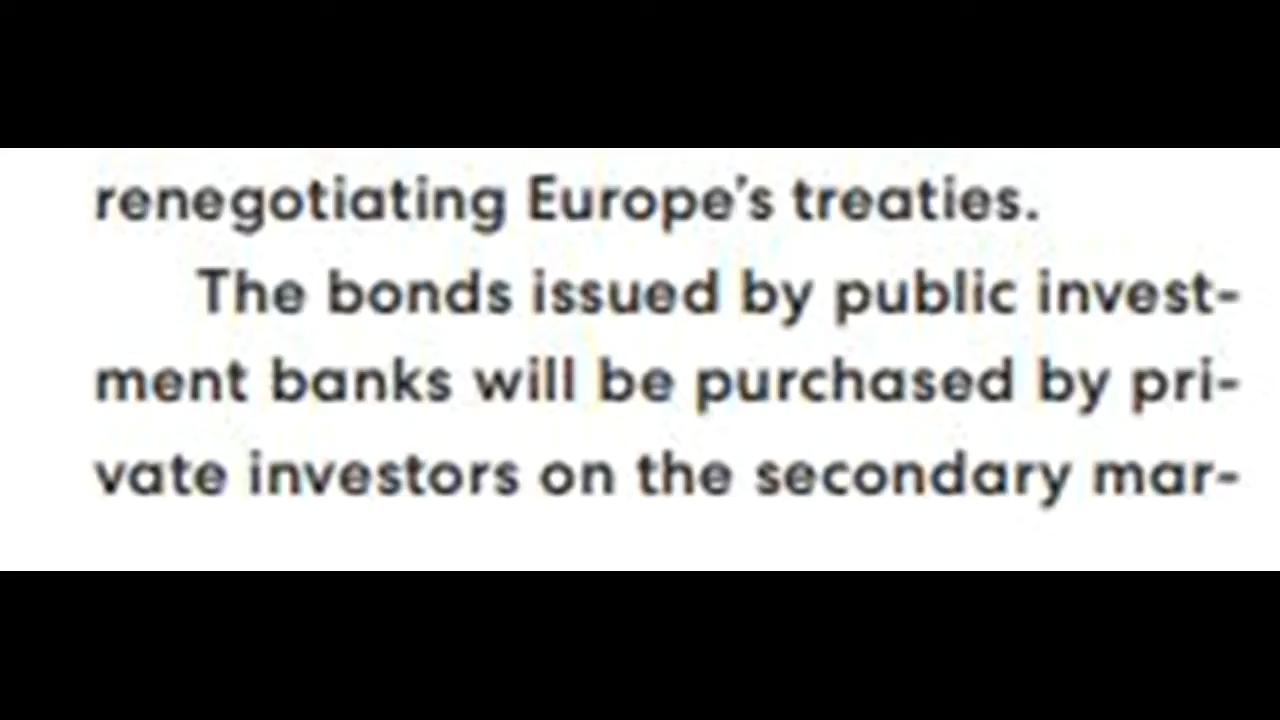 renegotiating Europe's treaties.
The bonds issued by public invest-
ment banks will be purchased by pri-
vate investors on the secondary mar-